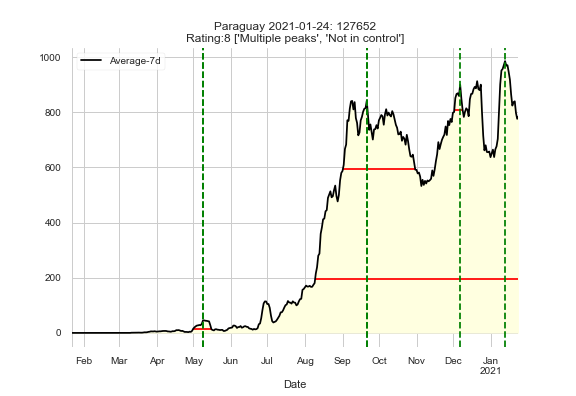 Paraguay 2021-01-24: 127652
Rating:8 ['Multiple peaks', 'Not in control']
Average-7d
1000
800
600
400
200
0
Feb Mar Apr May Jun Jul Aug Sep Oct Nov Dec Jan
2021
Date